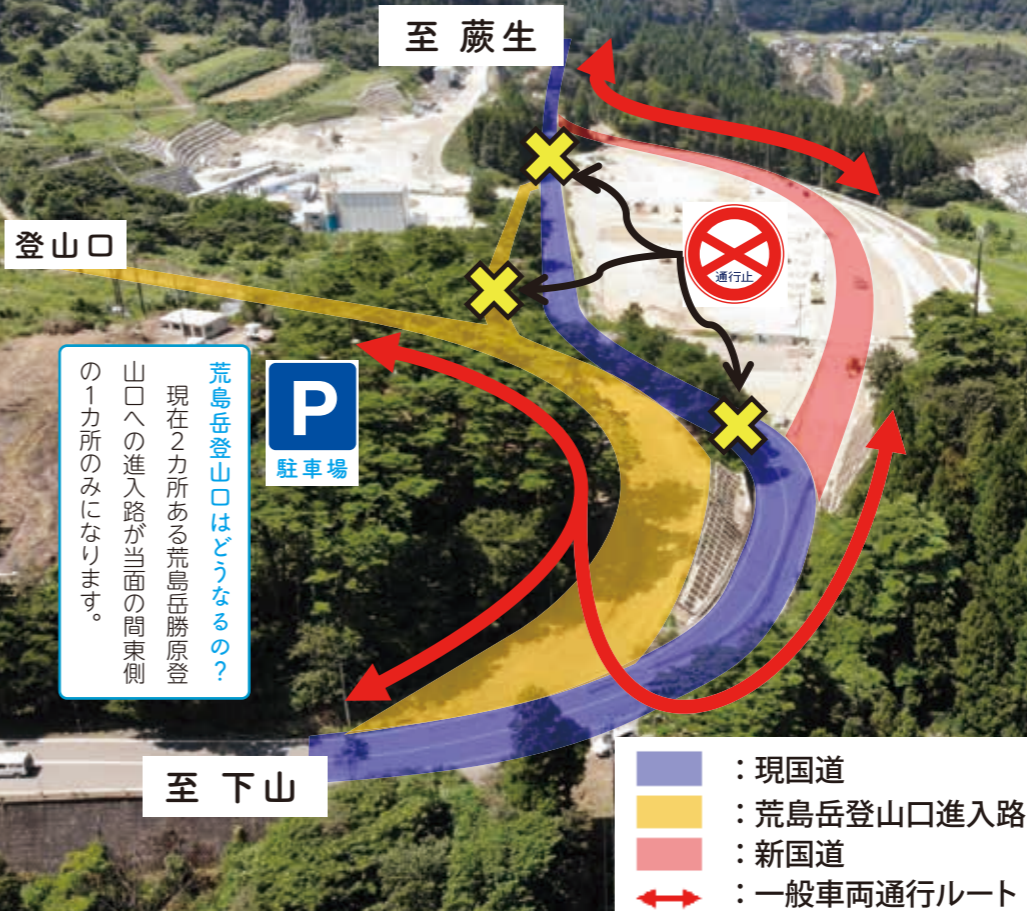 至 蕨生
登山口
通行止
荒島岳登山口はどうなるの？
現在2カ所ある荒島岳勝原登
山口への進入路が当面の間東側
の1カ所のみになります。
P
駐車場
至 下山
：現国道
：荒島岳登山口進入路
：新国道
：一般車両通行ルート